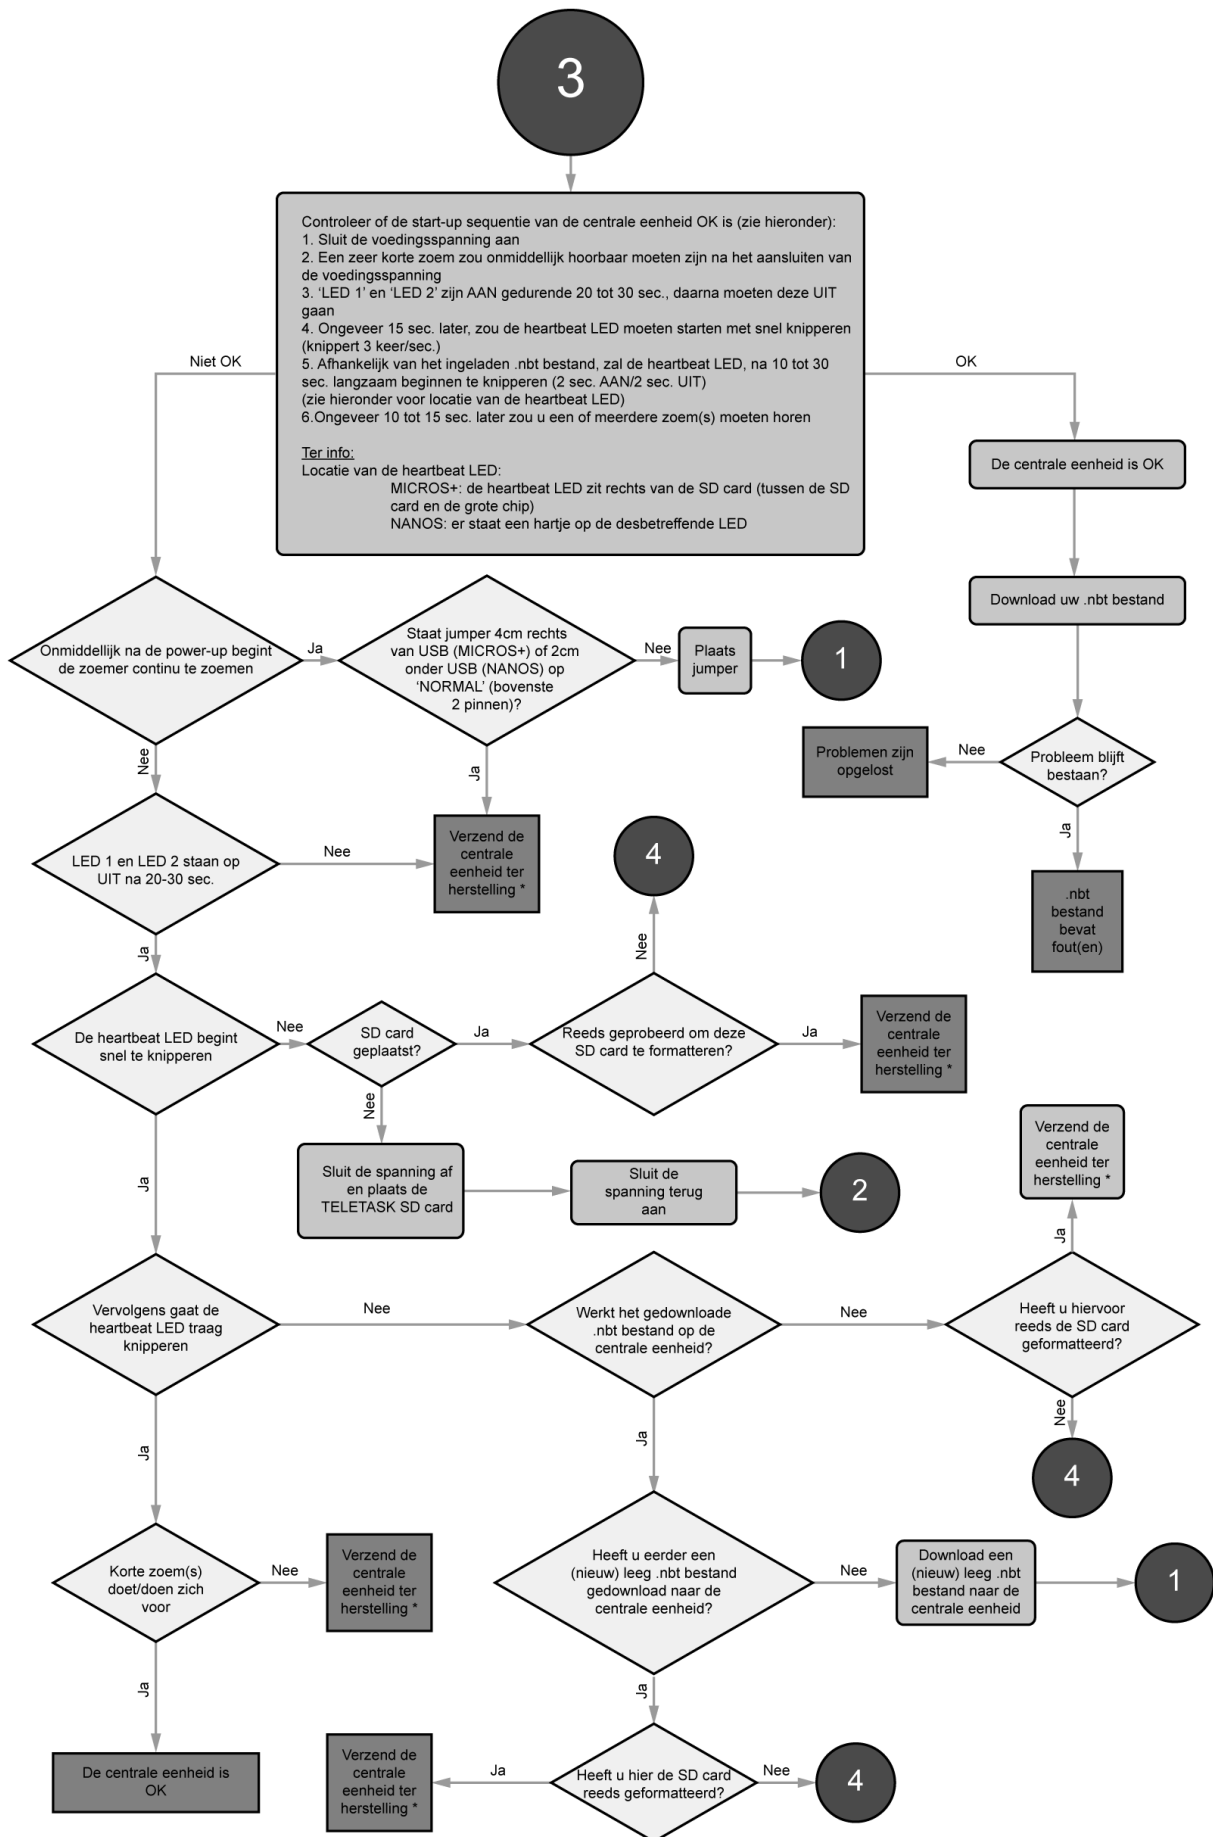 3
Controleer of de start-up sequentie van de centrale eenheid OK is (zie hieronder):
1. Sluit de voedingsspanning aan
2. Een zeer korte zoem zou onmiddellijk hoorbaar moeten zijn na het aansluiten van
de voedingsspanning
3. ‘LED 1’ en ‘LED 2’ zijn AAN gedurende 20 tot 30 sec., daarna moeten deze UIT
gaan
4. Ongeveer 15 sec. later, zou de heartbeat LED moeten starten met snel knipperen
(knippert 3 keer/sec.)
5. Afhankelijk van het ingeladen .nbt bestand, zal de heartbeat LED, na 10 tot 30
sec. langzaam beginnen te knipperen (2 sec. AAN/2 sec. UIT)
(zie hieronder voor locatie van de heartbeat LED)
6.Ongeveer 10 tot 15 sec. later zou u een of meerdere zoem(s) moeten horen
Ter info:
Locatie van de heartbeat LED:
MICROS+: de heartbeat LED zit rechts van de SD card (tussen de SD
card en de grote chip)
NANOS: er staat een hartje op de desbetreffende LED
Niet OK
OK
De centrale eenheid is OK
Download uw .nbt bestand
Onmiddellijk na de power-up begint
de zoemer continu te zoemen
Ja
Staat jumper 4cm rechts
van USB (MICROS+) of 2cm
onder USB (NANOS) op
‘NORMAL’ (bovenste
2 pinnen)?
Nee
Plaats
jumper
1
Probleem blijft
bestaan?
Nee
Problemen zijn
opgelost
Ja
.nbt
bestand
bevat
fout(en)
Nee
Ja
LED 1 en LED 2 staan op
UIT na 20-30 sec.
Nee
Verzend de
centrale
eenheid ter
herstelling *
4
Nee
Ja
De heartbeat LED begint
snel te knipperen
Nee
SD card
geplaatst?
Ja
Reeds geprobeerd om deze
SD card te formatteren?
Ja
Verzend de
centrale
eenheid ter
herstelling *
Nee
Sluit de spanning af
en plaats de
TELETASK SD card
Sluit de
spanning terug
aan
2
Verzend de
centrale
eenheid ter
herstelling *
Ja
Ja
Vervolgens gaat de
heartbeat LED traag
knipperen
Nee
Werkt het gedownloade
.nbt bestand op de
centrale eenheid?
Nee
Heeft u hiervoor
reeds de SD card
geformatteerd?
Nee
4
Ja
Ja
Korte zoem(s)
doet/doen zich
voor
Nee
Verzend de
centrale
eenheid ter
herstelling *
Heeft u eerder een
(nieuw) leeg .nbt bestand
gedownload naar de
centrale eenheid?
Nee
Download een
(nieuw) leeg .nbt
bestand naar de
centrale eenheid
1
Ja
Ja
De centrale eenheid is
OK
Verzend de
centrale
eenheid ter
herstelling *
Ja
Heeft u hier de SD card
reeds geformatteerd?
Nee
4